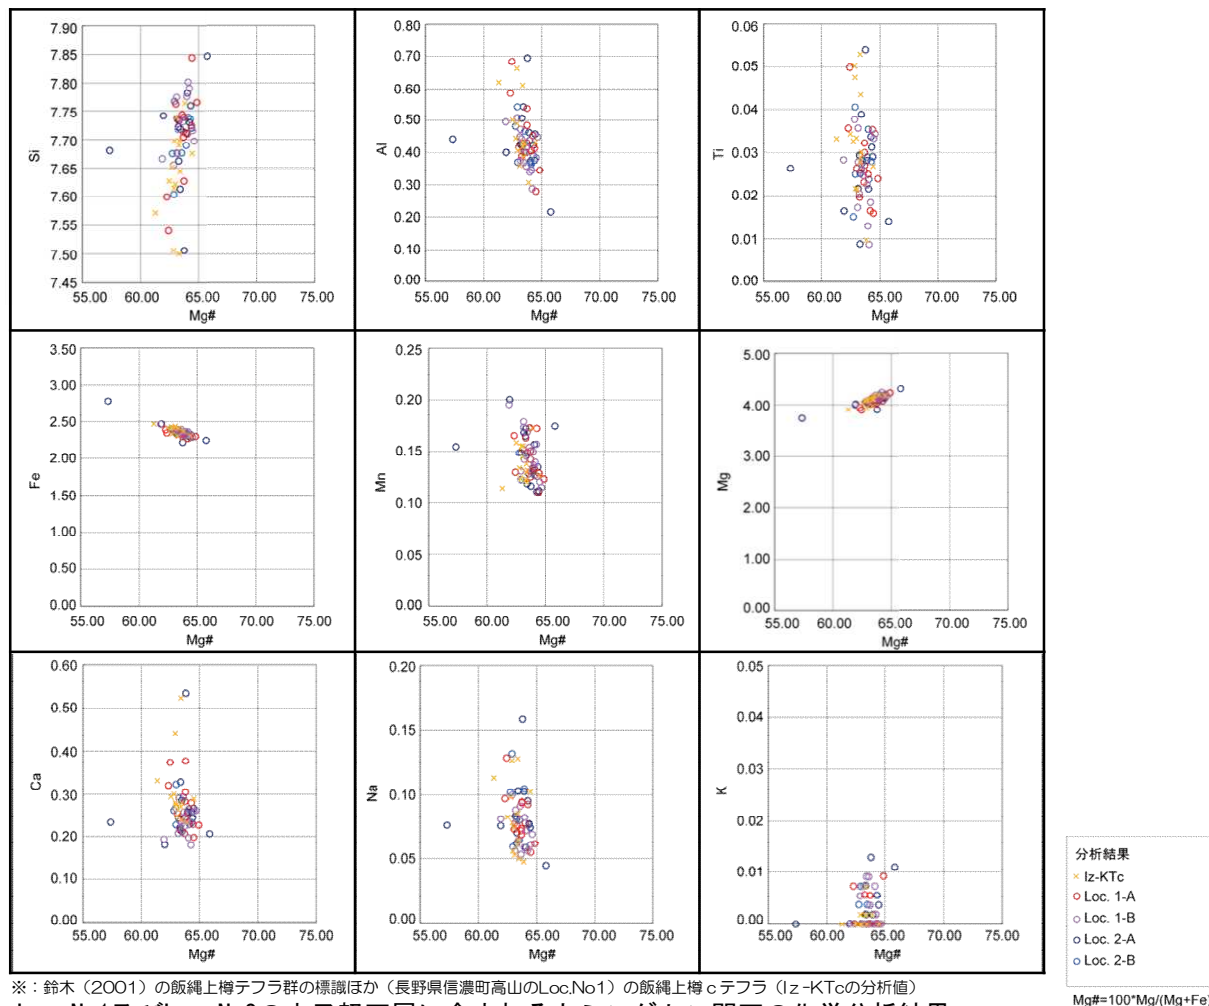 7.90
7.85
7.80
7.75
7.70
7.65
7.60
7.55
7.50
7.45
Si
55.00 60.00 65.00 70.00 75.00
Mg#
0.80
0.70
0.60
0.50
0.40
0.30
0.20
0.10
0.00
Al
55.00 60.00 65.00 70.00 75.00
Mg#
0.06
0.05
0.04
0.03
0.02
0.01
0.00
Ti
55.00 60.00 65.00 70.00 75.00
Mg#
3.50
3.00
2.50
2.00
1.50
1.00
0.50
0.00
Fe
55.00 60.00 65.00 70.00 75.00
Mg#
0.25
0.20
0.15
0.10
0.05
0.00
Mn
55.00 60.00 65.00 70.00 75.00
Mg#
5.00
4.00
3.00
2.00
1.00
0.00
Mg
55.00 60.00 65.00 70.00 75.00
Mg#
0.60
0.50
0.40
0.30
0.20
0.10
0.00
Ca
55.00 60.00 65.00 70.00 75.00
Mg#
0.20
0.15
0.10
0.05
0.00
Na
55.00 60.00 65.00 70.00 75.00
Mg#
0.05
0.04
0.03
0.02
0.01
0.00
K
55.00 60.00 65.00 70.00 75.00
Mg#
分析結果
Iz-KTc
Loc. 1-A
Loc. 1-B
Loc. 2-A
Loc. 2-B
Mg#=100*Mg/(Mg+Fe)
※：鈴木（2001）の飯縄上樽テフラ群の標識ほか（長野県信濃町高山のLoc.No1）の飯縄上樽ｃテフラ（Iz-KTcの分析値）